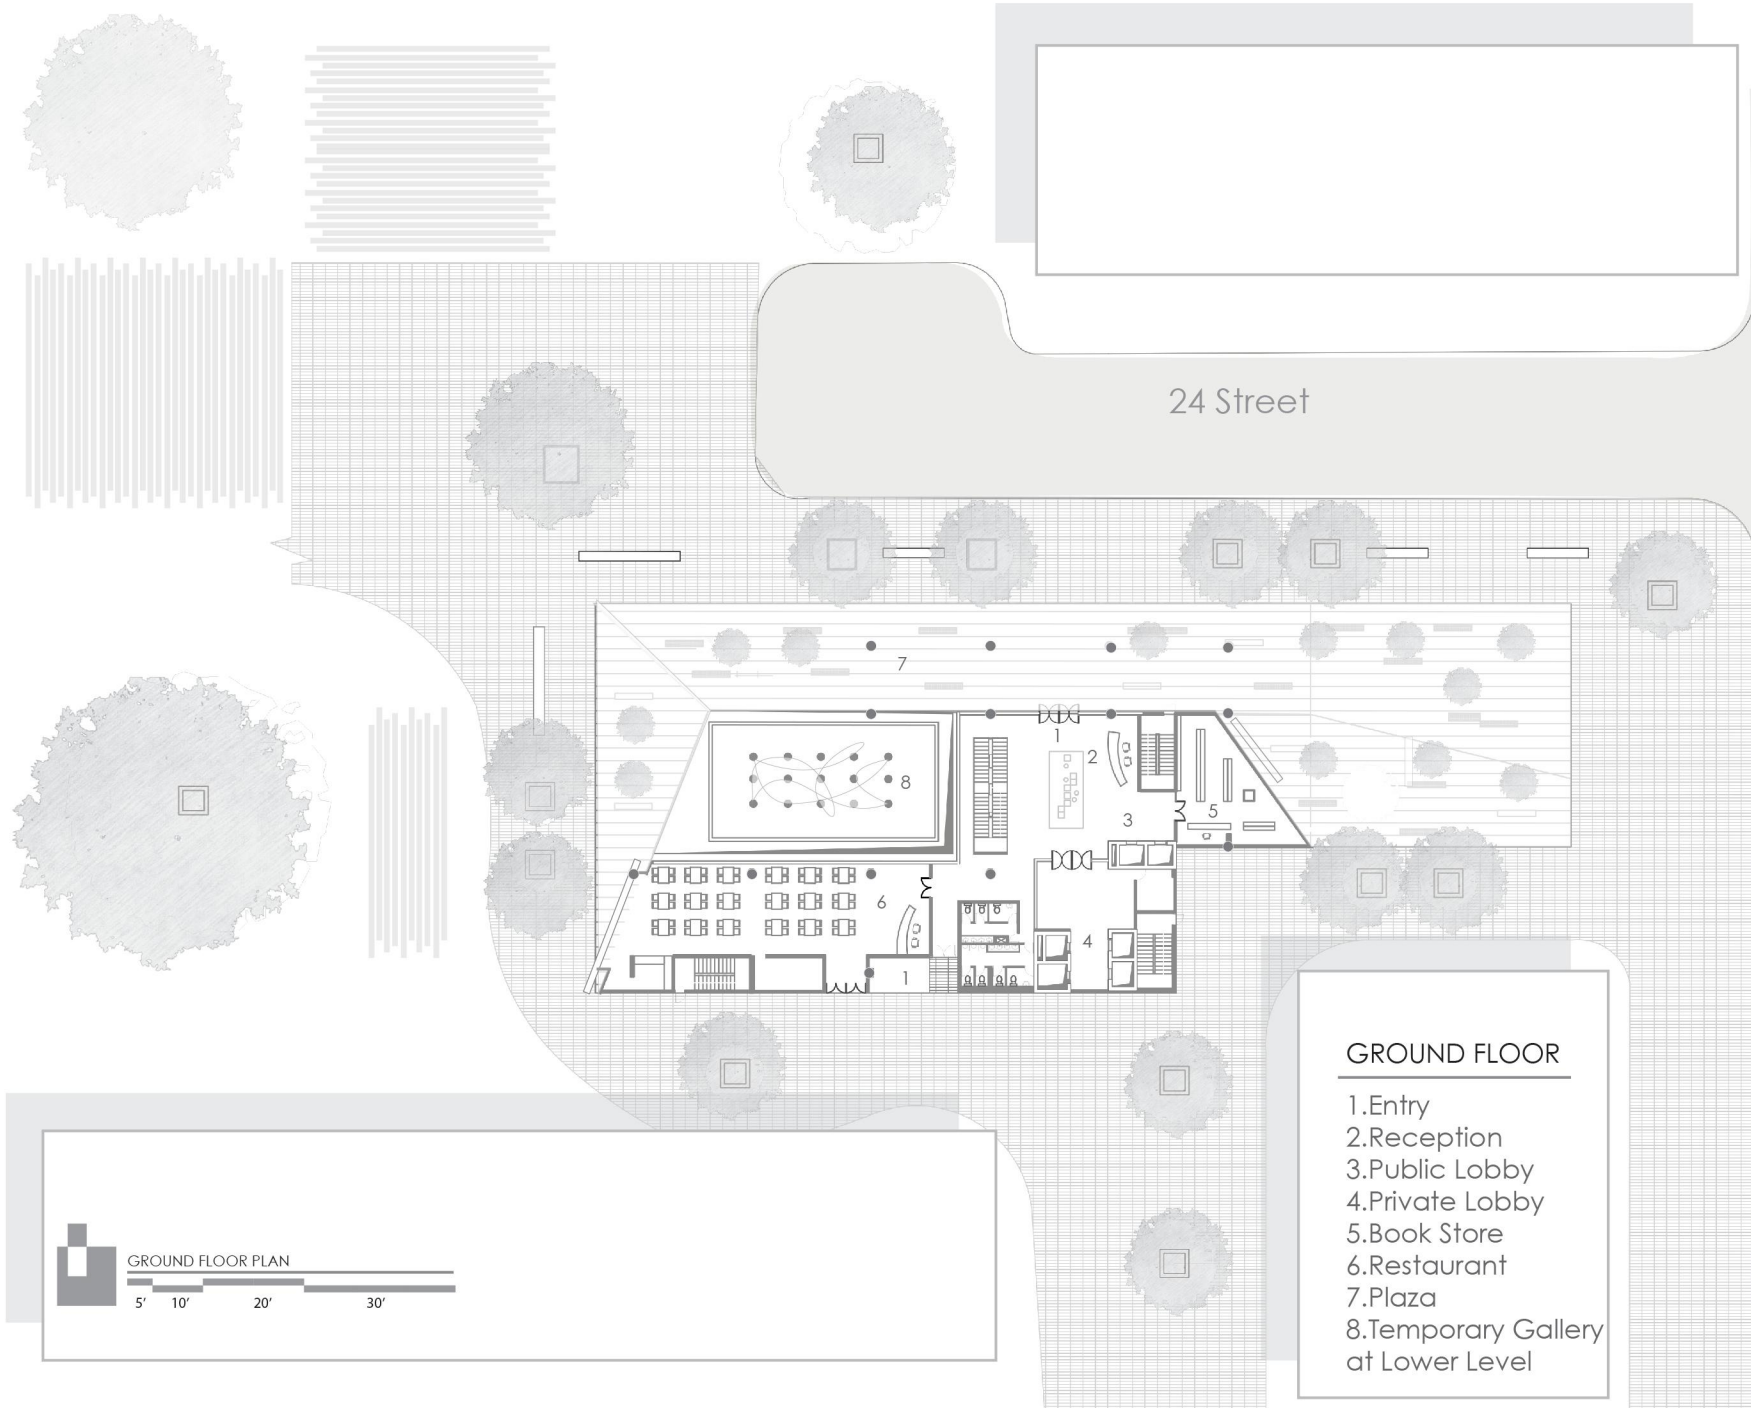 24 Street
7
1
2
8
5
3
6
4
1
GROUND FLOOR
1.Entry
2.Reception
3.Public Lobby
4.Private Lobby
5.Book Store
6.Restaurant
7.Plaza
8.Temporary Gallery
at Lower Level
GROUND FLOOR PLAN
5' 10' 20' 30'